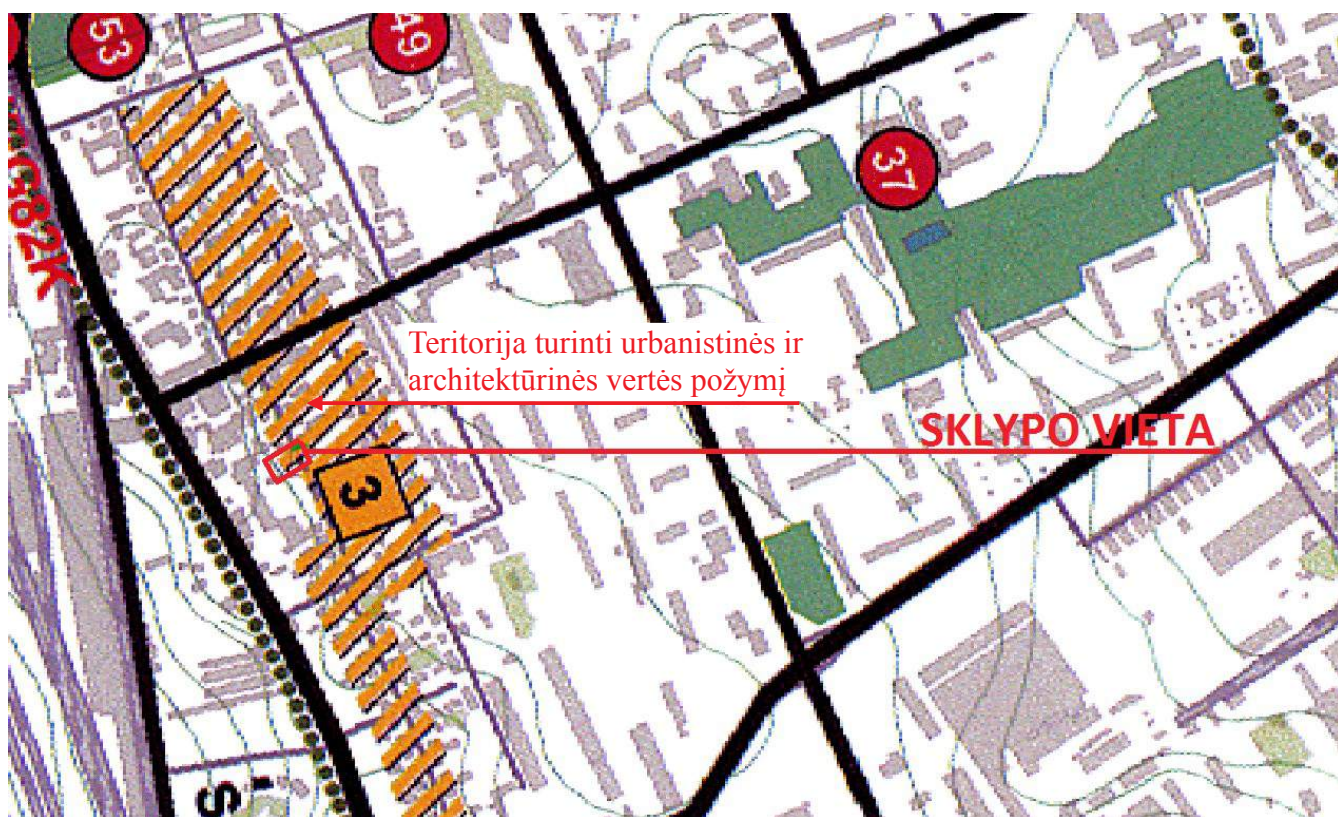 53
49
37
G82K
Teritorija turinti urbanistinės ir
architektūrinės vertės požymį
SKLYPO VIETA
3
S